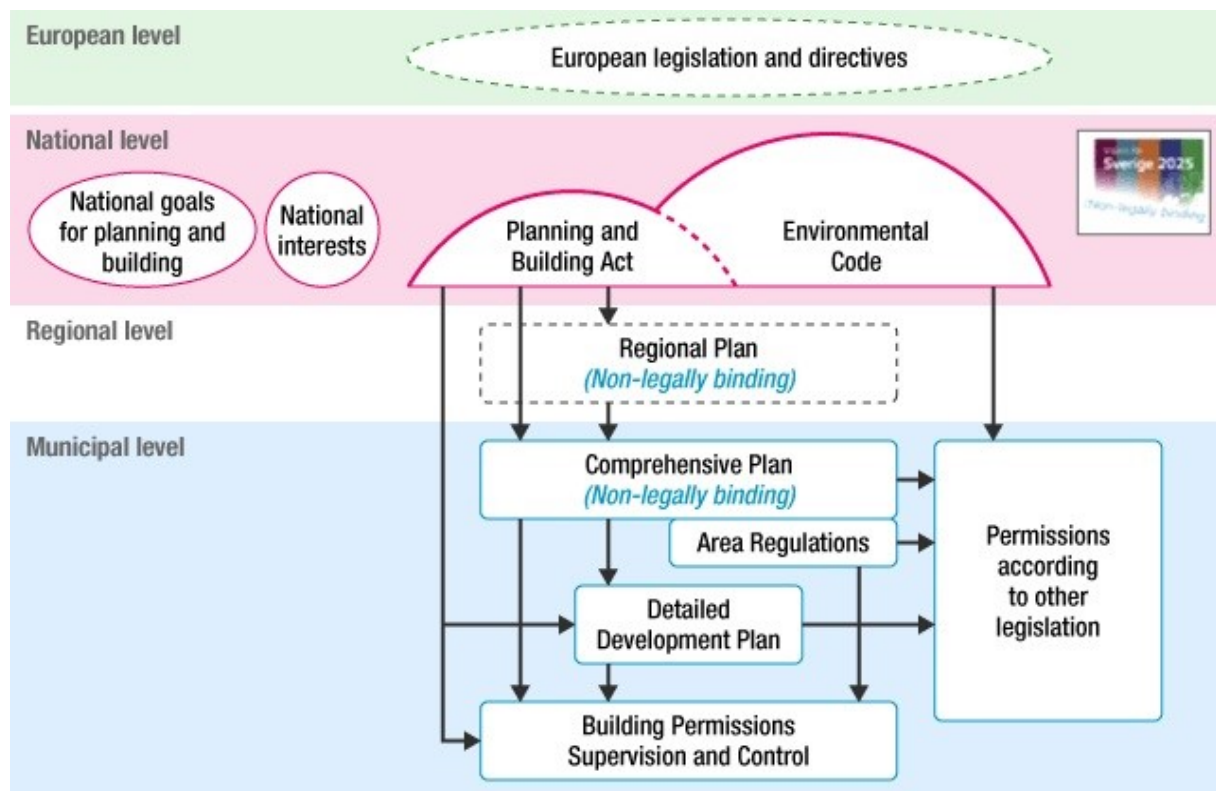 European level
European legislation and directives
National level
National goals
for planning and
building
National
interests
Planning and
Building Act
Environmental
Code
Sverige 2025
(Non-legally binding)
Regional level
Regional Plan
(Non-legally binding)
Municipal level
Comprehensive Plan
(Non-legally binding)
Area Regulations
Detailed
Development Plan
Building Permissions
Supervision and Control
Permissions
according
to other
legislation